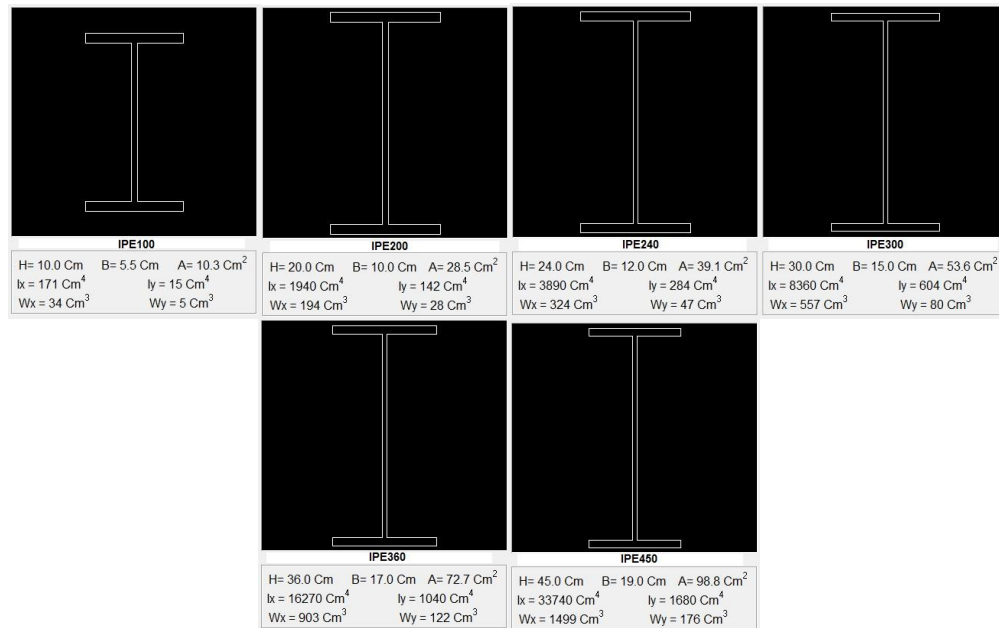 IPE100
H= 10.0 Cm B= 5.5 Cm A= 10.3 Cm²
Ix = 171 Cm⁴ Iy = 15 Cm⁴
Wx = 34 Cm³ Wy = 5 Cm³
IPE200
H= 20.0 Cm B= 10.0 Cm A= 28.5 Cm²
Ix = 1940 Cm⁴ Iy = 142 Cm⁴
Wx = 194 Cm³ Wy = 28 Cm³
IPE240
H= 24.0 Cm B= 12.0 Cm A= 39.1 Cm²
Ix = 3890 Cm⁴ Iy = 284 Cm⁴
Wx = 324 Cm³ Wy = 47 Cm³
IPE300
H= 30.0 Cm B= 15.0 Cm A= 53.6 Cm²
Ix = 8360 Cm⁴ Iy = 604 Cm⁴
Wx = 557 Cm³ Wy = 80 Cm³
IPE360
H= 36.0 Cm B= 17.0 Cm A= 72.7 Cm²
Ix = 16270 Cm⁴ Iy = 1040 Cm⁴
Wx = 903 Cm³ Wy = 122 Cm³
IPE450
H= 45.0 Cm B= 19.0 Cm A= 98.8 Cm²
Ix = 33740 Cm⁴ Iy = 1680 Cm⁴
Wx = 1499 Cm³ Wy = 176 Cm³